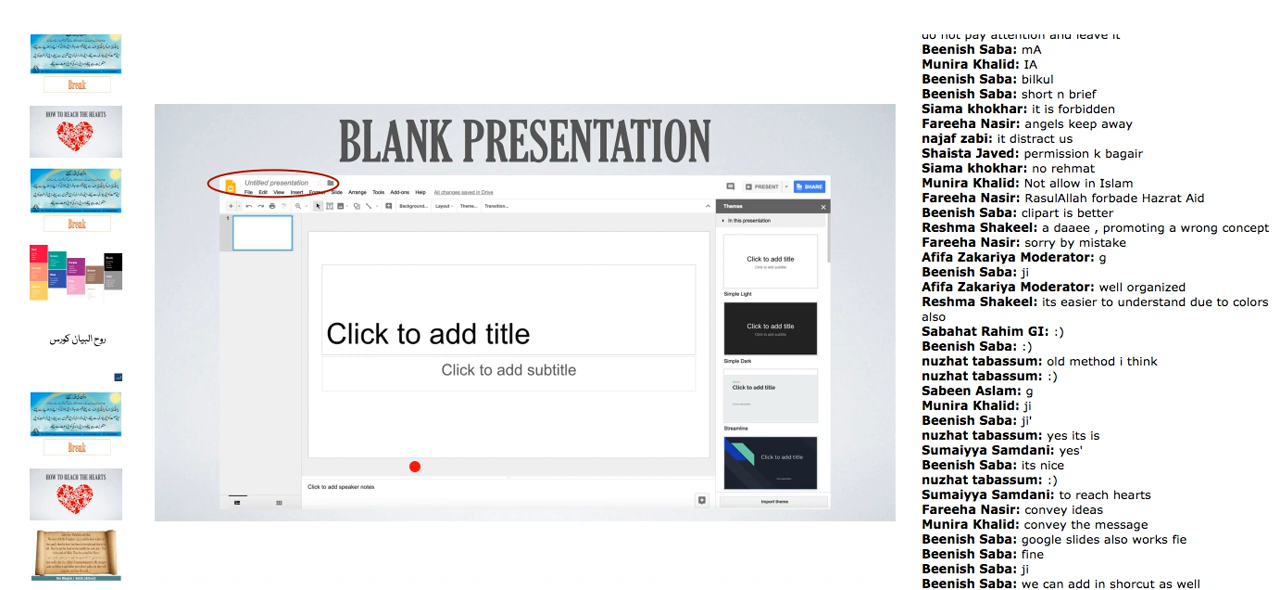 Break
HOW TO REACH THE HEARTS
Break
روح البیان کورس
Break
HOW TO REACH THE HEARTS
BLANK PRESENTATION
Untitled presentation
File Edit View Insert Format Slide Arrange Tools Add-ons Help All changes saved in Drive
PRESENT
SHARE
Background... Layout Theme... Transition...
Themes
In this presentation
1
Click to add title
Click to add subtitle
Click to add title
Click to add subtitle
Simple Light
Click to add title
Click to add subtitle
Simple Dark
Click to add title
Streamline
Click to add title
Click to add speaker notes
Import theme
do not pay attention and leave it
Beenish Saba: mA
Munira Khalid: IA
Beenish Saba: bilkul
Beenish Saba: short n brief
Siama khokhar: it is forbidden
Fareeha Nasir: angels keep away
najaf zabi: it distract us
Shaista Javed: permission k bagair
Siama khokhar: no rehmat
Munira Khalid: Not allow in Islam
Fareeha Nasir: RasulAllah forbade Hazrat Aid
Beenish Saba: clipart is better
Reshma Shakeel: a daaee , promoting a wrong concept
Fareeha Nasir: sorry by mistake
Afifa Zakariya Moderator: g
Beenish Saba: ji
Afifa Zakariya Moderator: well organized
Reshma Shakeel: its easier to understand due to colors
also
Sabahat Rahim GI: :)
Beenish Saba: :)
nuzhat tabassum: old method i think
nuzhat tabassum: :)
Sabeen Aslam: g
Munira Khalid: ji
Beenish Saba: ji'
nuzhat tabassum: yes its is
Sumaiyya Samdani: yes'
Beenish Saba: its nice
nuzhat tabassum: :)
Sumaiyya Samdani: to reach hearts
Fareeha Nasir: convey ideas
Munira Khalid: convey the message
Beenish Saba: google slides also works fie
Beenish Saba: fine
Beenish Saba: ji
Beenish Saba: we can add in shorcut as well